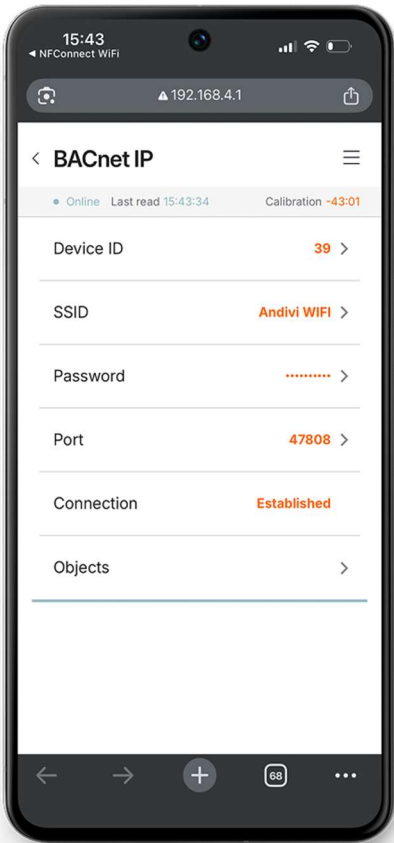 15:43
◀ NFConnect WiFi
192.168.4.1
BACnet IP
Online Last read 15:43:34 Calibration -43:01
Device ID 39
SSID Andivi WIFI
Password ••••••••••
Port 47808
Connection Established
Objects
68